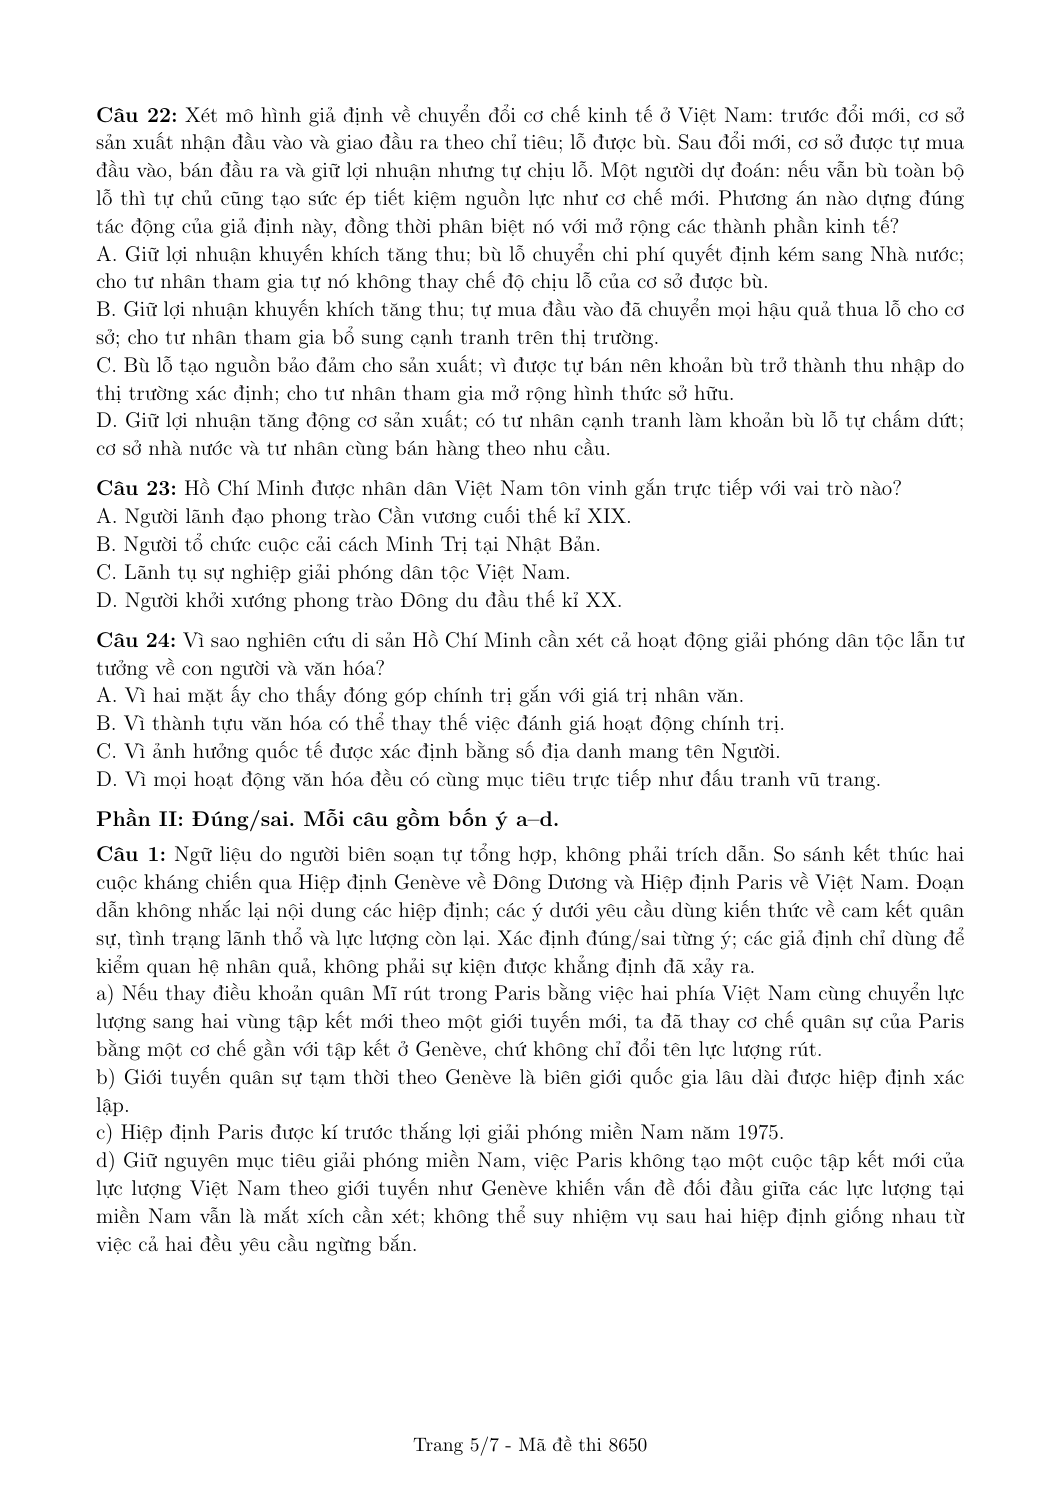 Câu 22: Xét mô hình giả định về chuyển đổi cơ chế kinh tế ở Việt Nam: trước đổi mới, cơ sở
sản xuất nhận đầu vào và giao đầu ra theo chỉ tiêu; lỗ được bù. Sau đổi mới, cơ sở được tự mua
đầu vào, bán đầu ra và giữ lợi nhuận nhưng tự chịu lỗ. Một người dự đoán: nếu vẫn bù toàn bộ
lỗ thì tự chủ cũng tạo sức ép tiết kiệm nguồn lực như cơ chế mới. Phương án nào dựng đúng
tác động của giả định này, đồng thời phân biệt nó với mở rộng các thành phần kinh tế?
A. Giữ lợi nhuận khuyến khích tăng thu; bù lỗ chuyển chi phí quyết định kém sang Nhà nước;
cho tư nhân tham gia tự nó không thay chế độ chịu lỗ của cơ sở được bù.
B. Giữ lợi nhuận khuyến khích tăng thu; tự mua đầu vào đã chuyển mọi hậu quả thua lỗ cho cơ
sở; cho tư nhân tham gia bổ sung cạnh tranh trên thị trường.
C. Bù lỗ tạo nguồn bảo đảm cho sản xuất; vì được tự bán nên khoản bù trở thành thu nhập do
thị trường xác định; cho tư nhân tham gia mở rộng hình thức sở hữu.
D. Giữ lợi nhuận tăng động cơ sản xuất; có tư nhân cạnh tranh làm khoản bù lỗ tự chấm dứt;
cơ sở nhà nước và tư nhân cùng bán hàng theo nhu cầu.
Câu 23: Hồ Chí Minh được nhân dân Việt Nam tôn vinh gắn trực tiếp với vai trò nào?
A. Người lãnh đạo phong trào Cần vương cuối thế kỉ XIX.
B. Người tổ chức cuộc cải cách Minh Trị tại Nhật Bản.
C. Lãnh tụ sự nghiệp giải phóng dân tộc Việt Nam.
D. Người khởi xướng phong trào Đông du đầu thế kỉ XX.
Câu 24: Vì sao nghiên cứu di sản Hồ Chí Minh cần xét cả hoạt động giải phóng dân tộc lẫn tư
tưởng về con người và văn hóa?
A. Vì hai mặt ấy cho thấy đóng góp chính trị gắn với giá trị nhân văn.
B. Vì thành tựu văn hóa có thể thay thế việc đánh giá hoạt động chính trị.
C. Vì ảnh hưởng quốc tế được xác định bằng số địa danh mang tên Người.
D. Vì mọi hoạt động văn hóa đều có cùng mục tiêu trực tiếp như đấu tranh vũ trang.
Phần II: Đúng/sai. Mỗi câu gồm bốn ý a–d.
Câu 1: Ngữ liệu do người biên soạn tự tổng hợp, không phải trích dẫn. So sánh kết thúc hai
cuộc kháng chiến qua Hiệp định Genève về Đông Dương và Hiệp định Paris về Việt Nam. Đoạn
dẫn không nhắc lại nội dung các hiệp định; các ý dưới yêu cầu dùng kiến thức về cam kết quân
sự, tình trạng lãnh thổ và lực lượng còn lại. Xác định đúng/sai từng ý; các giả định chỉ dùng để
kiểm quan hệ nhân quả, không phải sự kiện được khẳng định đã xảy ra.
a) Nếu thay điều khoản quân Mĩ rút trong Paris bằng việc hai phía Việt Nam cùng chuyển lực
lượng sang hai vùng tập kết mới theo một giới tuyến mới, ta đã thay cơ chế quân sự của Paris
bằng một cơ chế gần với tập kết ở Genève, chứ không chỉ đổi tên lực lượng rút.
b) Giới tuyến quân sự tạm thời theo Genève là biên giới quốc gia lâu dài được hiệp định xác
lập.
c) Hiệp định Paris được kí trước thắng lợi giải phóng miền Nam năm 1975.
d) Giữ nguyên mục tiêu giải phóng miền Nam, việc Paris không tạo một cuộc tập kết mới của
lực lượng Việt Nam theo giới tuyến như Genève khiến vấn đề đối đầu giữa các lực lượng tại
miền Nam vẫn là mắt xích cần xét; không thể suy nhiệm vụ sau hai hiệp định giống nhau từ
việc cả hai đều yêu cầu ngừng bắn.
Trang 5/7 - Mã đề thi 8650